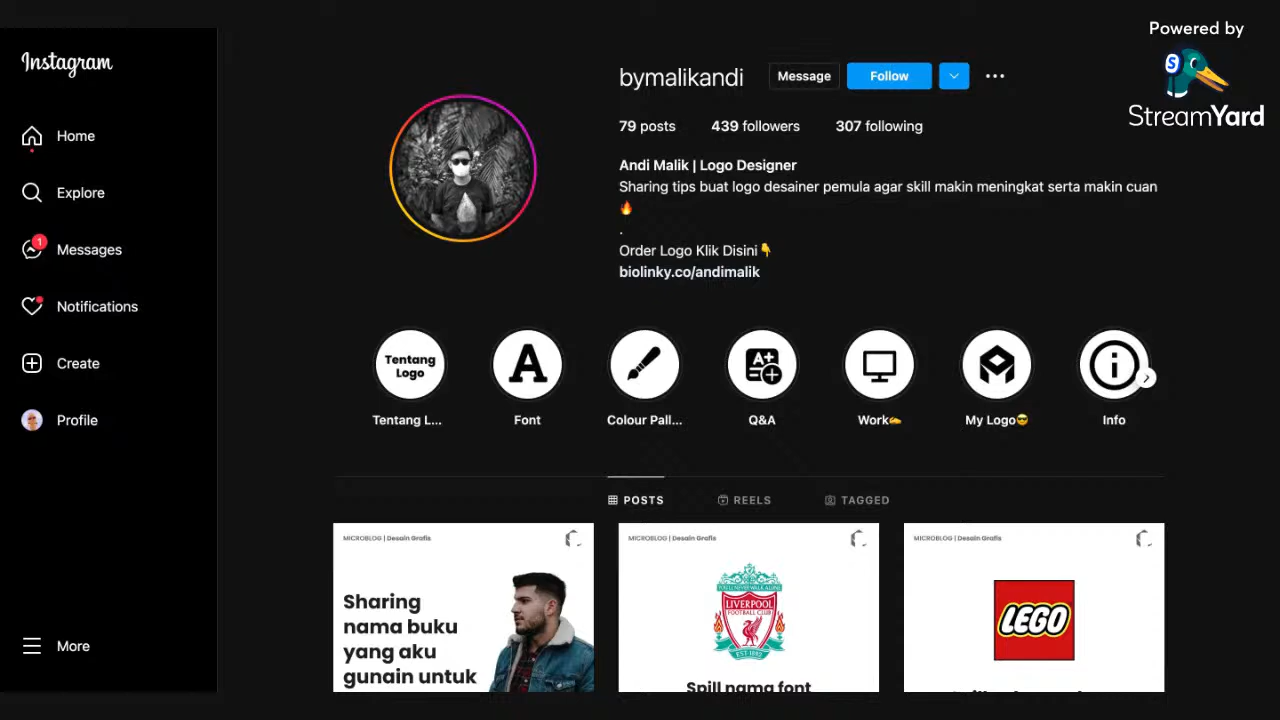 Powered by
StreamYard
Instagram
Home
Explore
1
Messages
Notifications
Create
Profile
More
bymalikandi
Message
Follow
79 posts
439 followers
307 following
Andi Malik | Logo Designer
Sharing tips buat logo desainer pemula agar skill makin meningkat serta makin cuan
🔥
.
Order Logo Klik Disini👇
biolinky.co/andimalik
Tentang
Logo
A
A+
Tentang L...
Font
Colour Pall...
Q&A
Work✍️
My Logo😎
Info
POSTS
REELS
TAGGED
MICROBLOG | Desain Grafis
Sharing
nama buku
yang aku
gunain untuk
MICROBLOG | Desain Grafis
LIVERPOOL
FOOTBALL CLUB
EST·1892
Spill nama font
MICROBLOG | Desain Grafis
LEGO